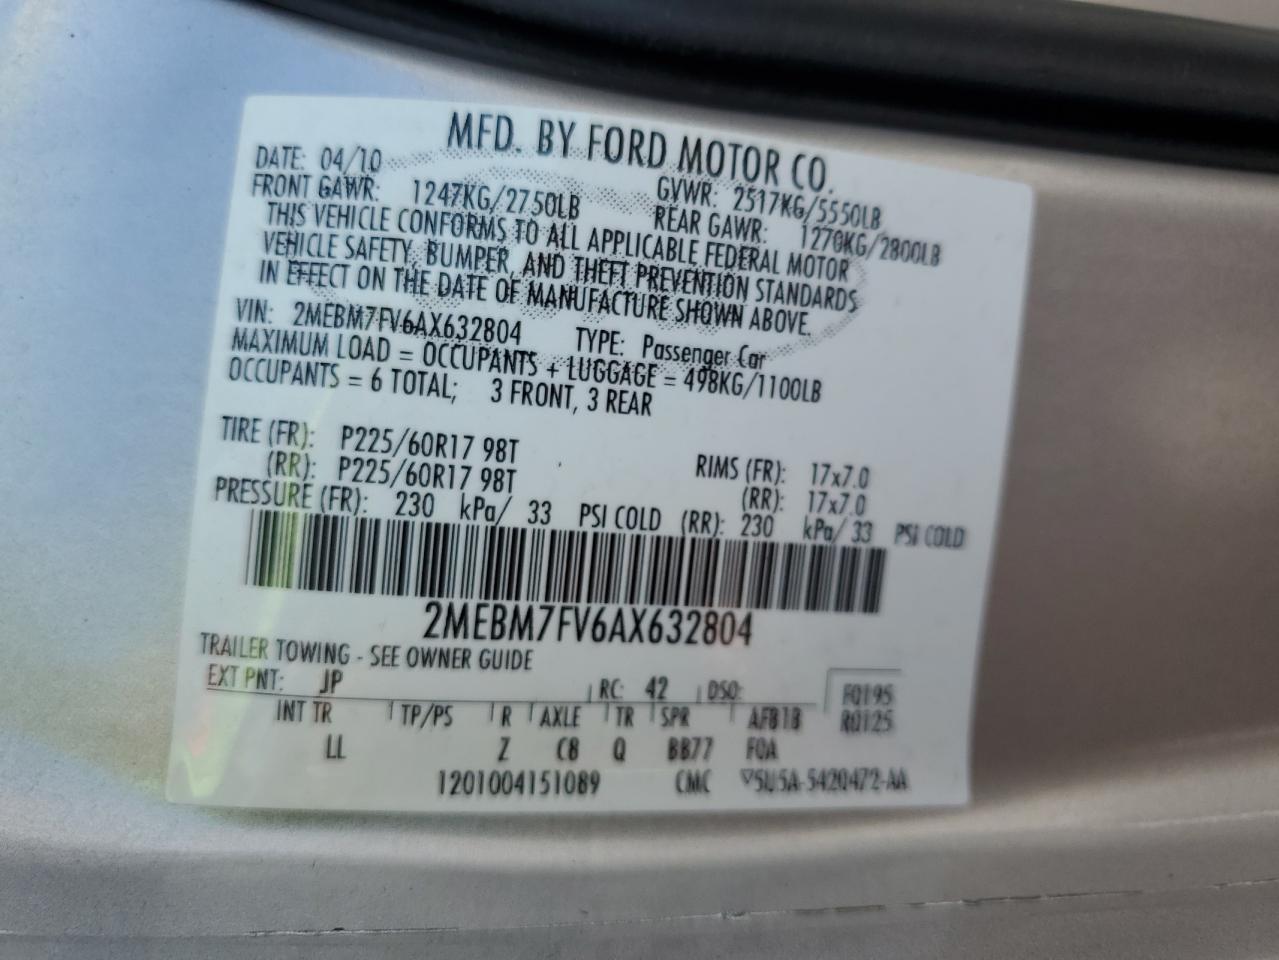 MFD. BY FORD MOTOR CO.
DATE: 04/10 GVWR: 2517KG/5550LB
FRONT GAWR: 1247KG/2750LB REAR GAWR: 1270KG/2800LB
THIS VEHICLE CONFORMS TO ALL APPLICABLE FEDERAL MOTOR
VEHICLE SAFETY, BUMPER, AND THEFT PREVENTION STANDARDS
IN EFFECT ON THE DATE OF MANUFACTURE SHOWN ABOVE.
VIN: 2MEBM7FV6AX632804 TYPE: Passenger Car
MAXIMUM LOAD = OCCUPANTS + LUGGAGE = 498KG/1100LB
OCCUPANTS = 6 TOTAL; 3 FRONT, 3 REAR
TIRE (FR): P225/60R17 98T RIMS (FR): 17x7.0
(RR): P225/60R17 98T (RR): 17x7.0
PRESSURE (FR): 230 kPa/ 33 PSI COLD (RR): 230 kPa/ 33 PSI COLD
2MEBM7FV6AX632804
TRAILER TOWING - SEE OWNER GUIDE
EXT PNT: JP RC: 42 DSO: F0195
INT TR TP/PS R AXLE TR SPR AFB1B R0125
LL Z C8 Q BB77 FOA
1201004151089 CMC 5U5A-5420472-AA